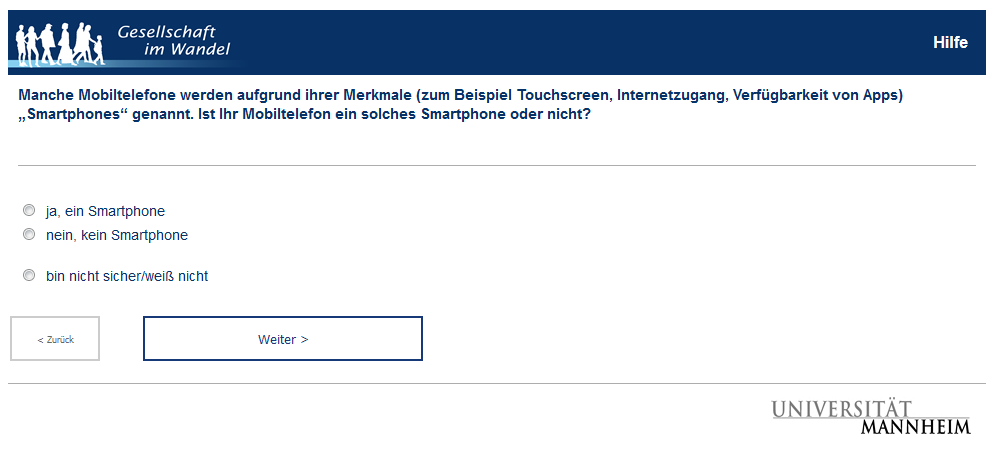 Gesellschaft
im Wandel
Hilfe
Manche Mobiltelefone werden aufgrund ihrer Merkmale (zum Beispiel Touchscreen, Internetzugang, Verfügbarkeit von Apps)
„Smartphones“ genannt. Ist Ihr Mobiltelefon ein solches Smartphone oder nicht?
ja, ein Smartphone
nein, kein Smartphone
bin nicht sicher/weiß nicht
< Zurück
Weiter >
UNIVERSITÄT
MANNHEIM